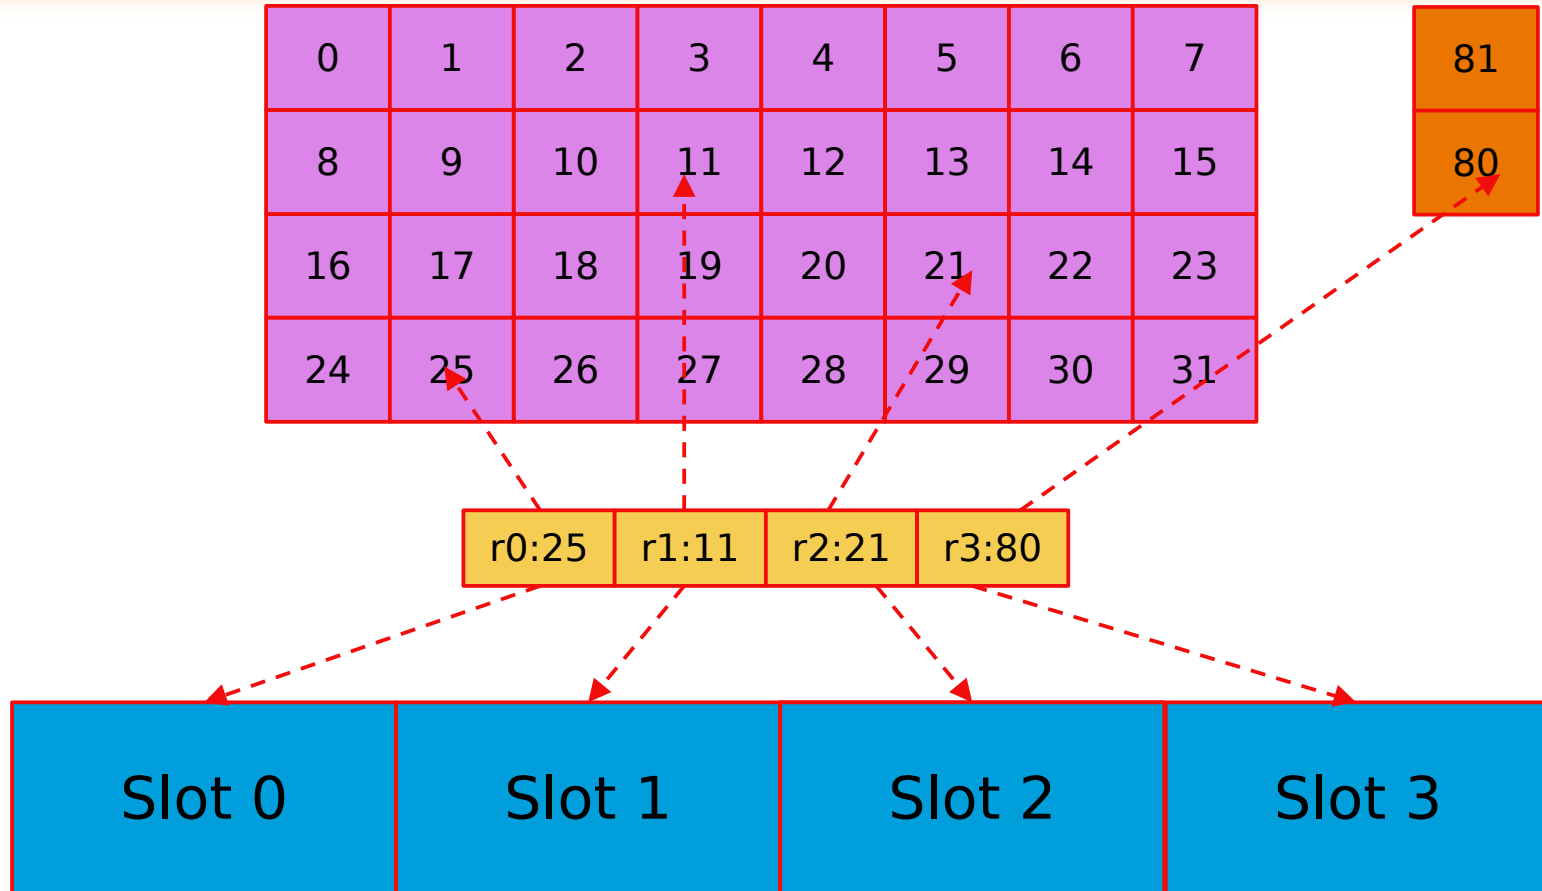 0 1 2 3 4 5 6 7 81
8 9 10 11 12 13 14 15 80
16 17 18 19 20 21 22 23
24 25 26 27 28 29 30 31
r0:25 r1:11 r2:21 r3:80
Slot 0 Slot 1 Slot 2 Slot 3